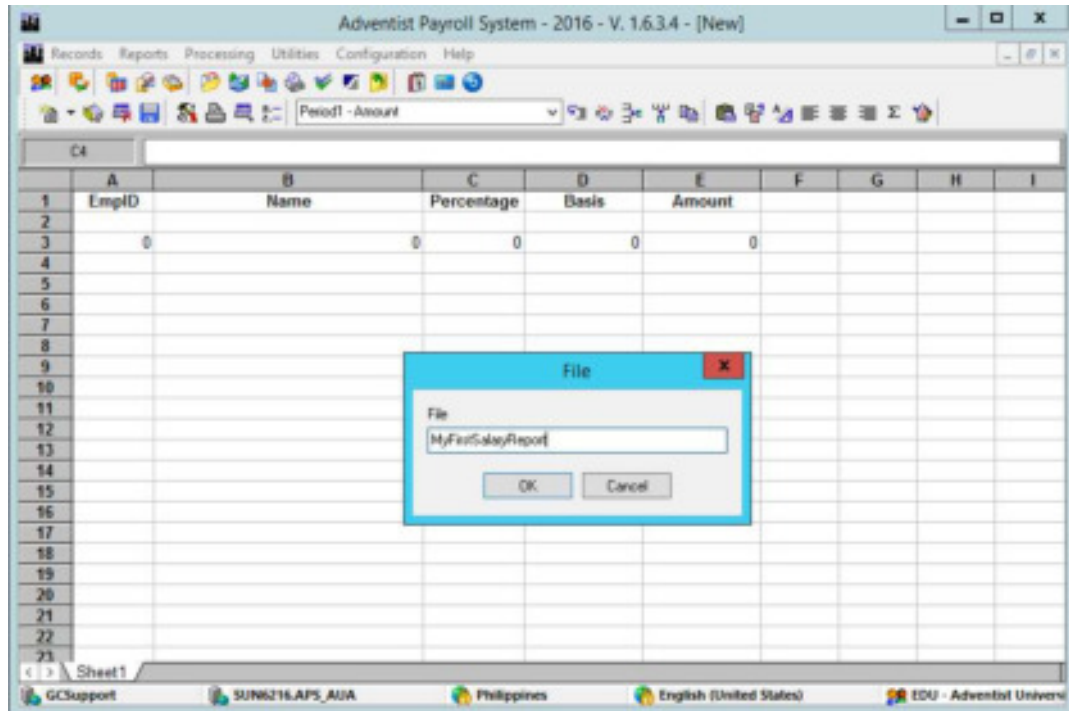 Adventist Payroll System - 2016 - V. 1.6.3.4 - [New]
Records Reports Processing Utilities Configuration Help
Period1 - Amount
C4
A B C D E F G H I
1 EmpID Name Percentage Basis Amount
2
3 0 0 0 0 0
4
5
6
7
8
9
10
11
12
13
14
15
16
17
18
19
20
21
22
23
File
File
MyFirstSalaryReport
OK Cancel
Sheet1
GCSupport SUN6216.APS_AUA Philippines English (United States) EDU - Adventist Universi